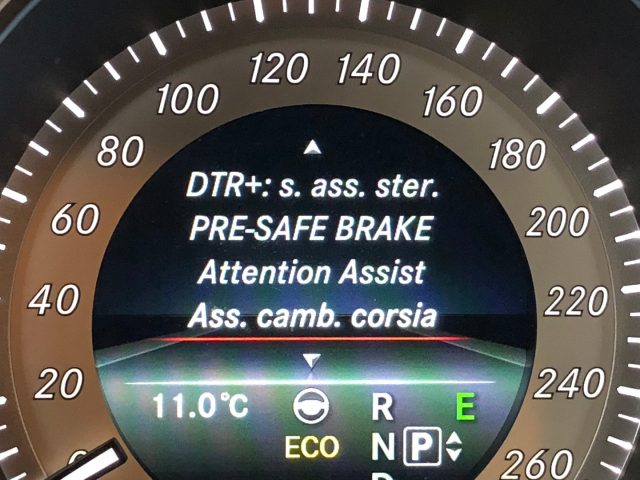 120 140
100 160
80 180
60 200
40 220
20 240
0 260
DTR+: s. ass. ster.
PRE-SAFE BRAKE
Attention Assist
Ass. camb. corsia
11.0°C R E
ECO N P
D